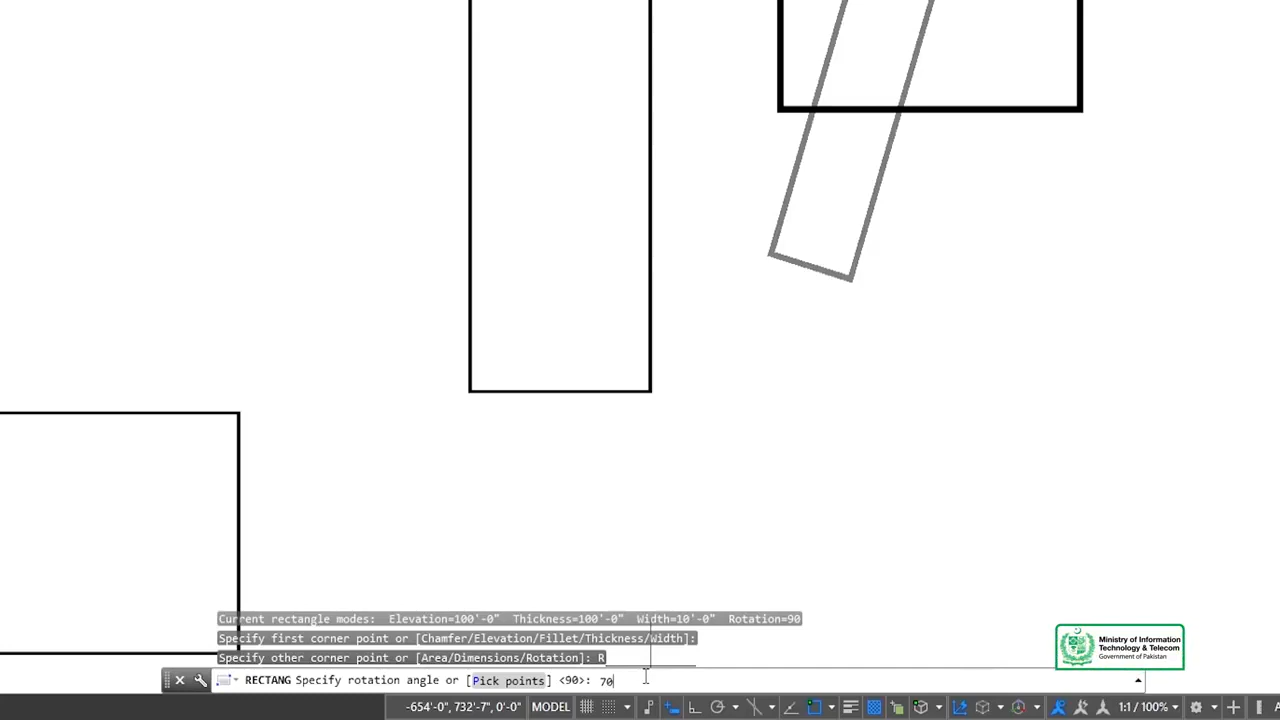 Current rectangle modes:  Elevation=100'-0"  Thickness=100'-0"  Width=10'-0"  Rotation=90
Specify first corner point or [Chamfer/Elevation/Fillet/Thickness/Width]:
Specify other corner point or [Area/Dimensions/Rotation]: R
RECTANG Specify rotation angle or [Pick points] <90>: 70
Ministry of Information
Technology & Telecom
Government of Pakistan
-654'-0", 732'-7", 0'-0" MODEL 1:1 / 100%